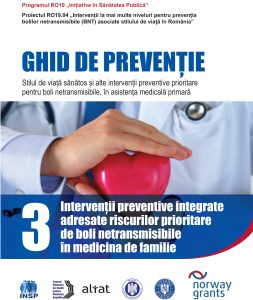 Programul RO19 „Inițiative în Sănătatea Publică”
Proiectul RO19.04 „Intervenții la mai multe niveluri pentru prevenția
bolilor netransmisibile (BNT) asociate stilului de viață în România”
GHID DE PREVENȚIE
Stilul de viață sănătos și alte intervenții preventive prioritare
pentru boli netransmisibile, în asistența medicală primară
3
Intervenții preventive integrate
adresate riscurilor prioritare
de boli netransmisibile
în medicina de familie
INSP
altat
norway
grants